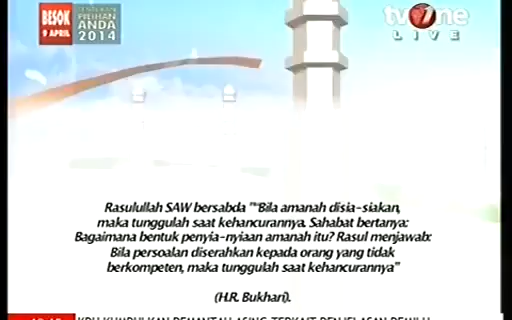 BESOK
9 APRIL
TENTUKAN
PILIHAN
ANDA
2014
tvOne
LIVE
Rasulullah SAW bersabda "“Bila amanah disia-siakan,
maka tunggulah saat kehancurannya. Sahabat bertanya:
Bagaimana bentuk penyia-nyiaan amanah itu? Rasul menjawab:
Bila persoalan diserahkan kepada orang yang tidak
berkompeten, maka tunggulah saat kehancurannya"
(H.R. Bukhari).
KPU KUMPULKAN PEMANTAU ASING TERKAIT PENJELASAN PEMILU